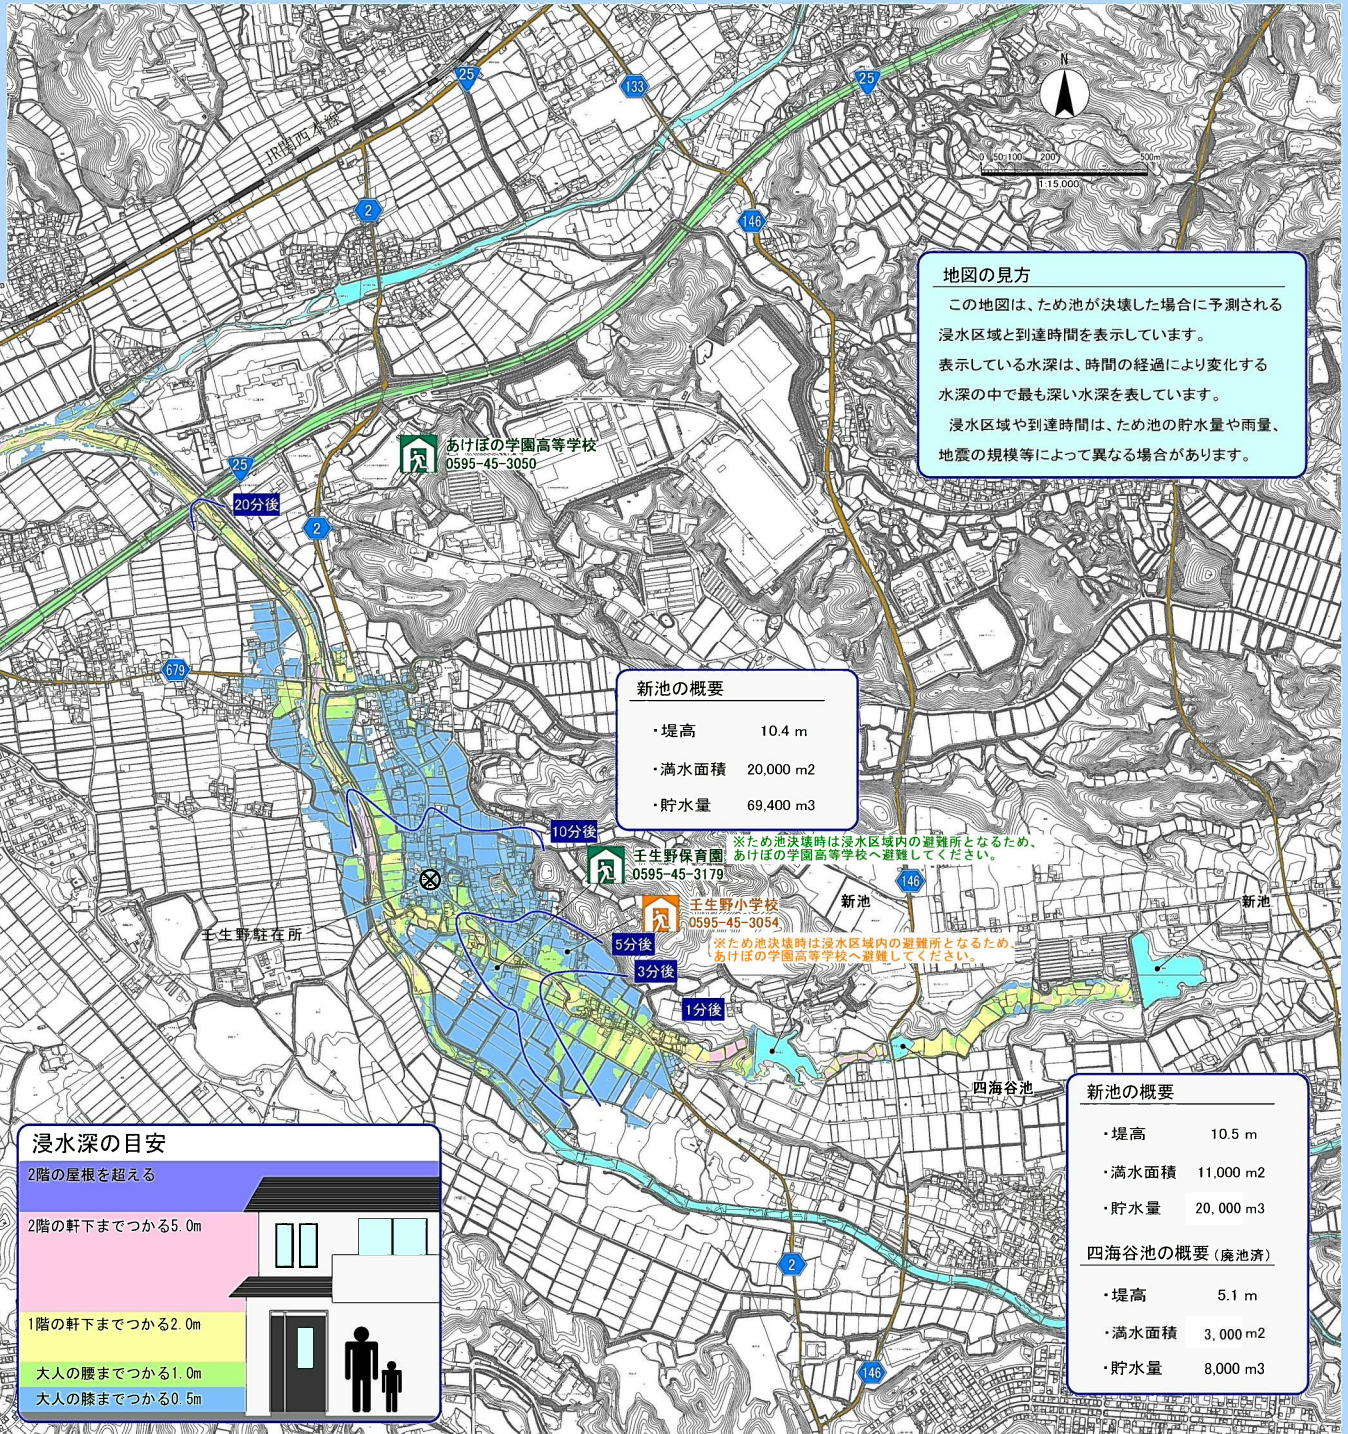 25
133
25
N
JR関西本線
0 50 100 200 500m
1:15,000
2
146
地図の見方
この地図は、ため池が決壊した場合に予測される
浸水区域と到達時間を表示しています。
表示している水深は、時間の経過により変化する
水深の中で最も深い水深を表しています。
浸水区域や到達時間は、ため池の貯水量や雨量、
地震の規模等によって異なる場合があります。
あけぼの学園高等学校
0595-45-3050
25
20分後
2
679
新池の概要
・堤高 10.4 m
・満水面積 20,000 m2
・貯水量 69,400 m3
10分後
※ため池決壊時は浸水区域内の避難所となるため、
あけぼの学園高等学校へ避難してください。
壬生野保育園
0595-45-3179
146
壬生野小学校
0595-45-3054
新池
新池
壬生野駐在所
5分後
※ため池決壊時は浸水区域内の避難所となるため、
あけぼの学園高等学校へ避難してください。
3分後
1分後
四海谷池
新池の概要
・堤高 10.5 m
・満水面積 11,000 m2
・貯水量 20,000 m3
四海谷池の概要(廃池済)
・堤高 5.1 m
・満水面積 3,000 m2
・貯水量 8,000 m3
浸水深の目安
2階の屋根を超える
2階の軒下までつかる5.0m
1階の軒下までつかる2.0m
大人の腰までつかる1.0m
大人の膝までつかる0.5m
2
146